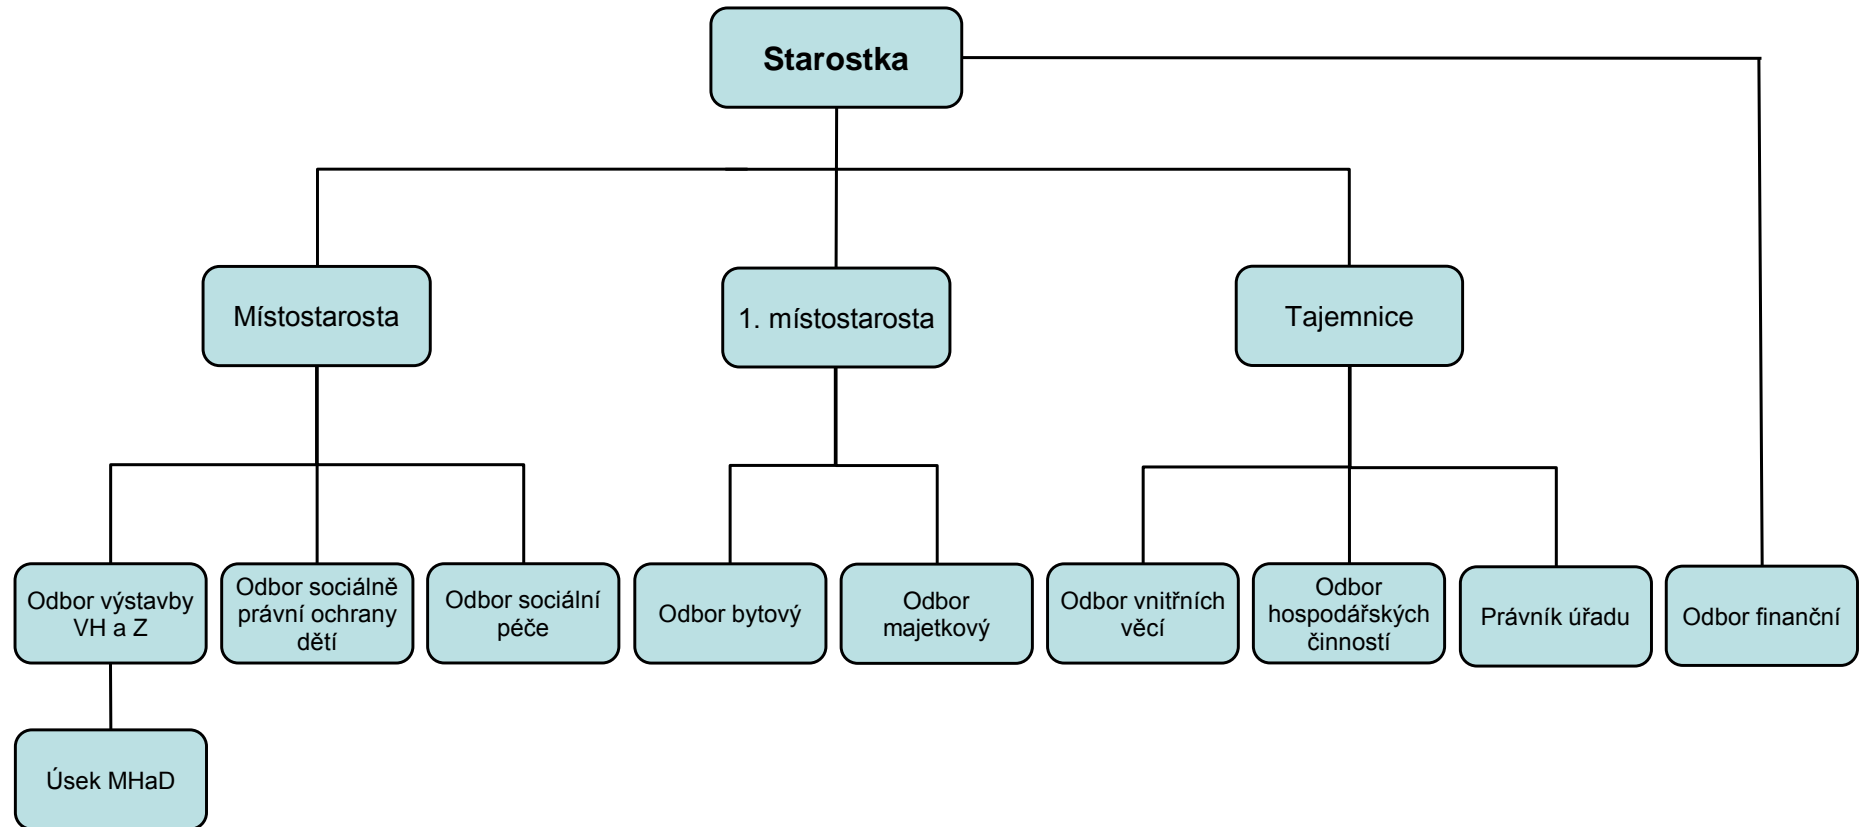 Starostka
Místostarosta
1. místostarosta
Tajemnice
Odbor výstavby
VH a Z
Odbor sociálně
právní ochrany
dětí
Odbor sociální
péče
Odbor bytový
Odbor
majetkový
Odbor vnitřních
věcí
Odbor
hospodářských
činností
Právník úřadu
Odbor finanční
Úsek MHaD